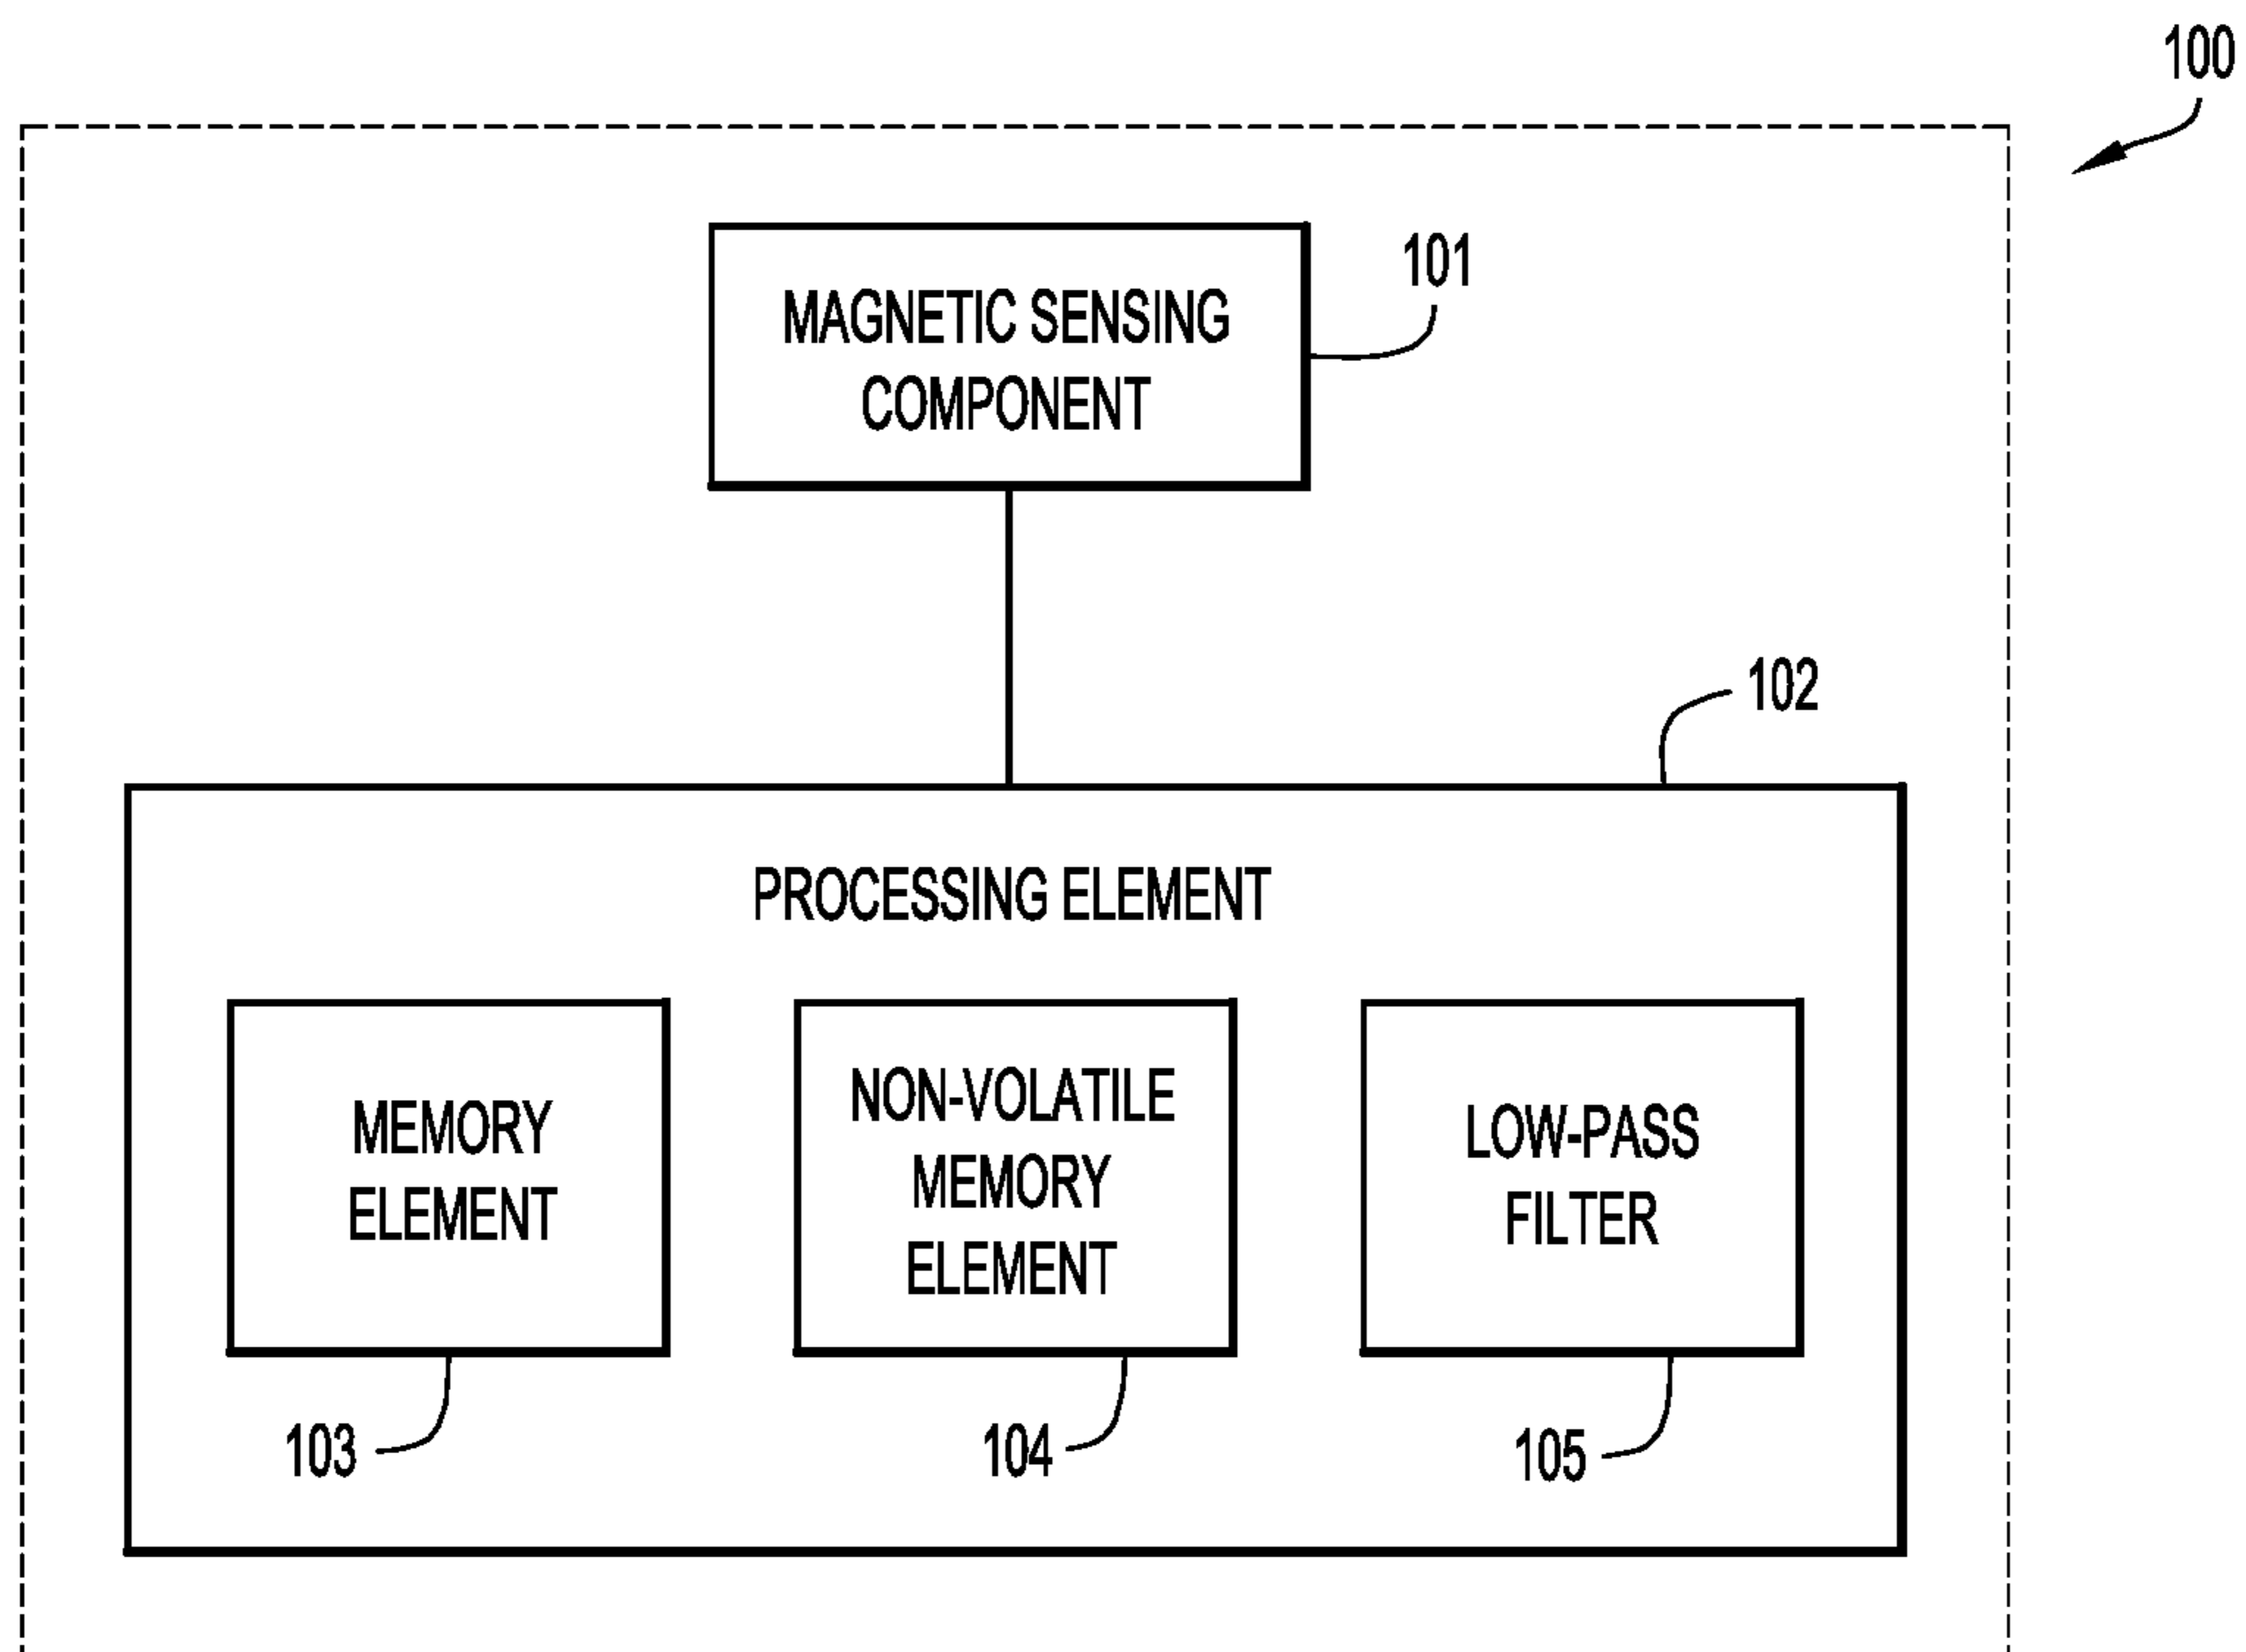 100
MAGNETIC SENSING
COMPONENT
101
102
PROCESSING ELEMENT
MEMORY
ELEMENT
NON-VOLATILE
MEMORY
ELEMENT
LOW-PASS
FILTER
103
104
105